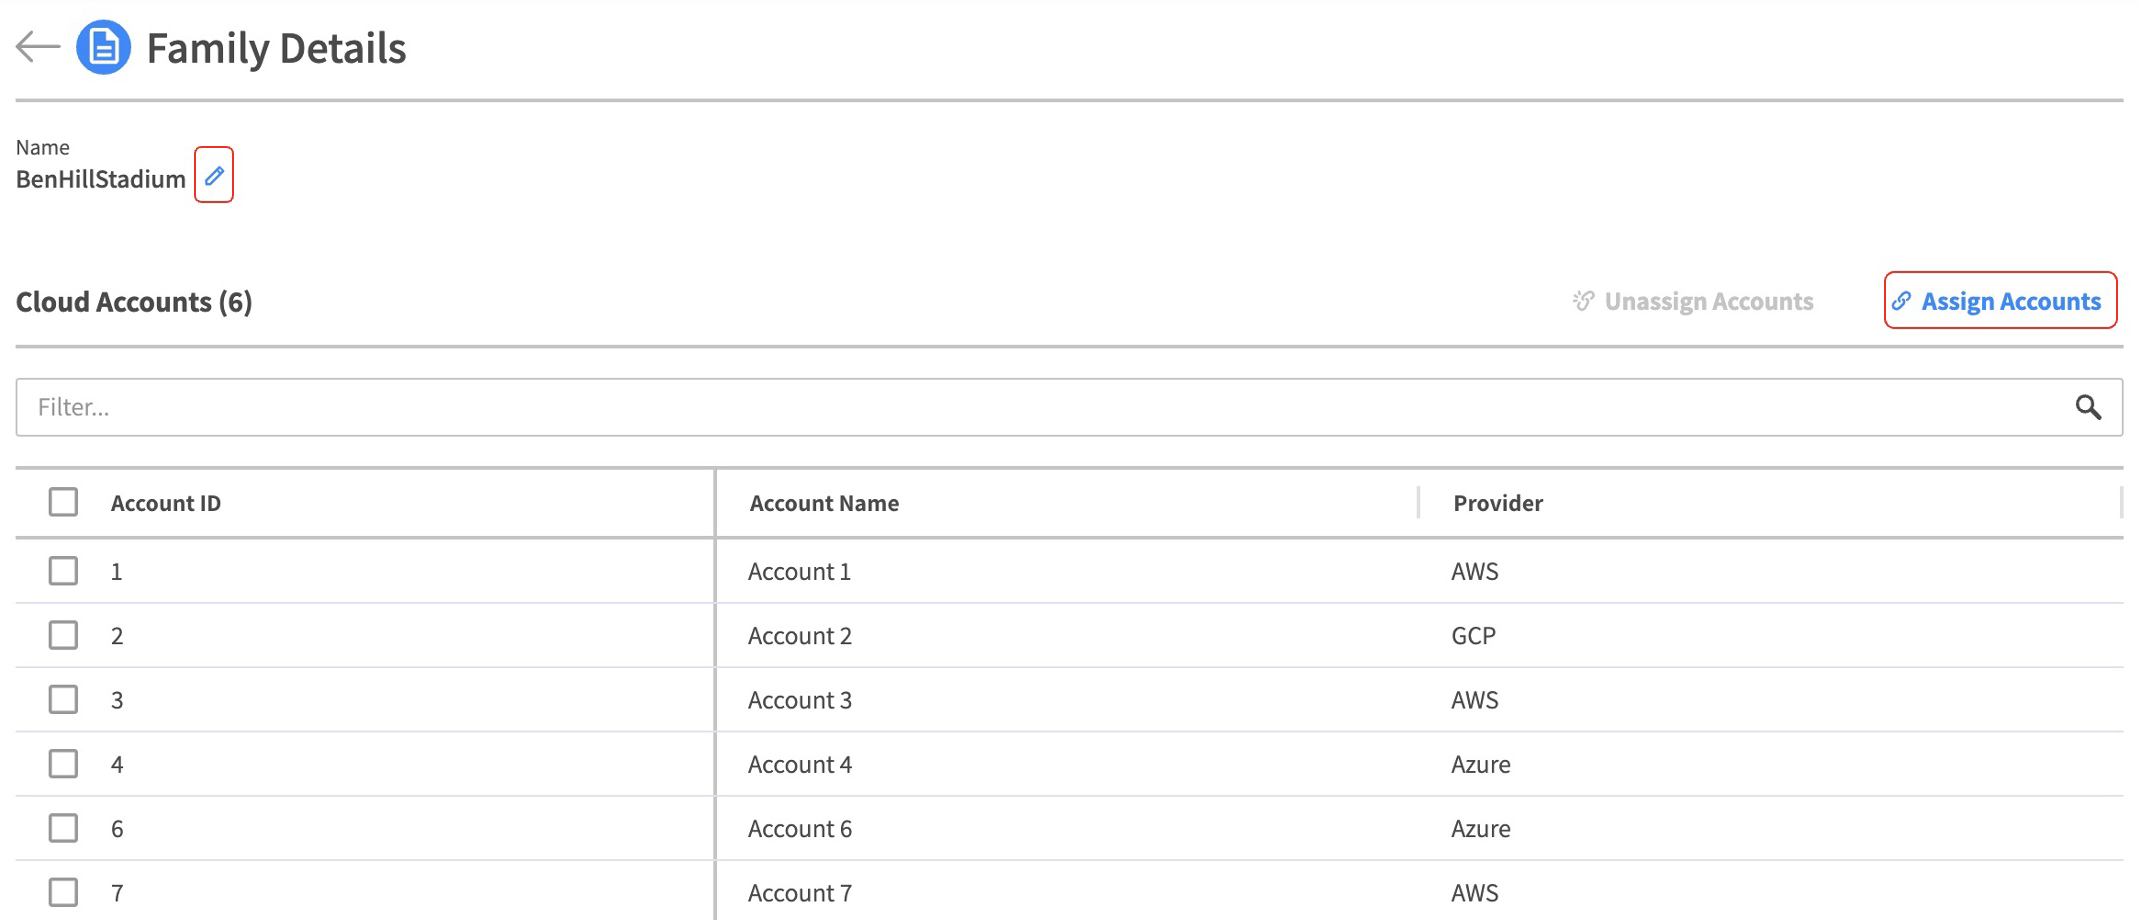 Family Details
Name
BenHillStadium
Cloud Accounts (6)
Unassign Accounts
Assign Accounts
Filter...
Account ID Account Name Provider
1 Account 1 AWS
2 Account 2 GCP
3 Account 3 AWS
4 Account 4 Azure
6 Account 6 Azure
7 Account 7 AWS